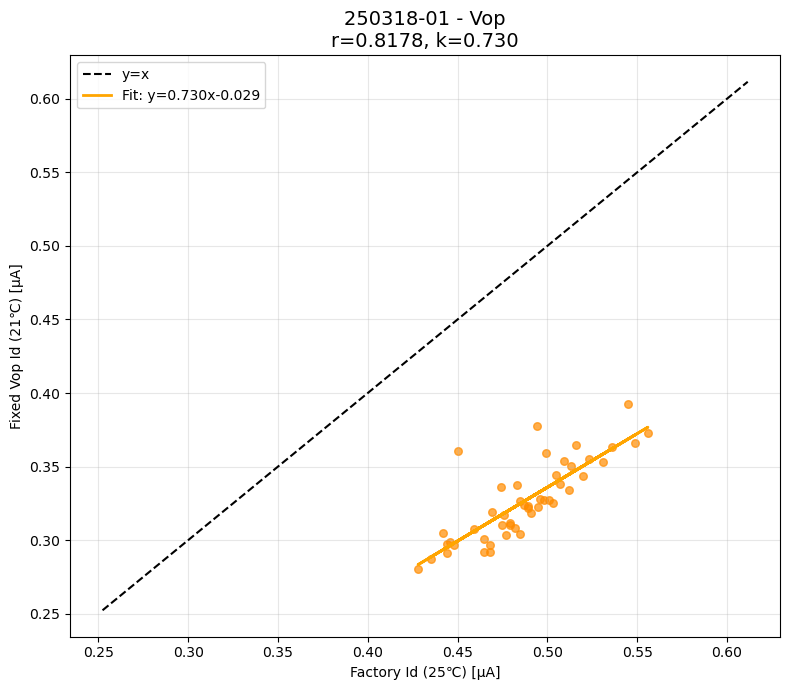 250318-01 - Vop
r=0.8178, k=0.730
y=x
Fit: y=0.730x-0.029
Fixed Vop Id (21℃) [μA]
0.60
0.55
0.50
0.45
0.40
0.35
0.30
0.25
0.25 0.30 0.35 0.40 0.45 0.50 0.55 0.60
Factory Id (25℃) [μA]